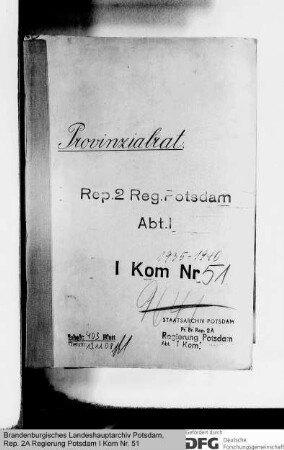 Provinzialrat.
Rep.2 Reg.Potsdam
Abt.I
1935-1940
I Kom Nr 51
STAATSARCHIV POTSDAM
Pr. Br. Rep. 2A
Regierung Potsdam
Abt. I Kom.
Brandenburgisches Landeshauptarchiv Potsdam,
Rep. 2A Regierung Potsdam I Kom Nr. 51
Gefördert durch
DFG Deutsche
Forschungsgemeinschaft